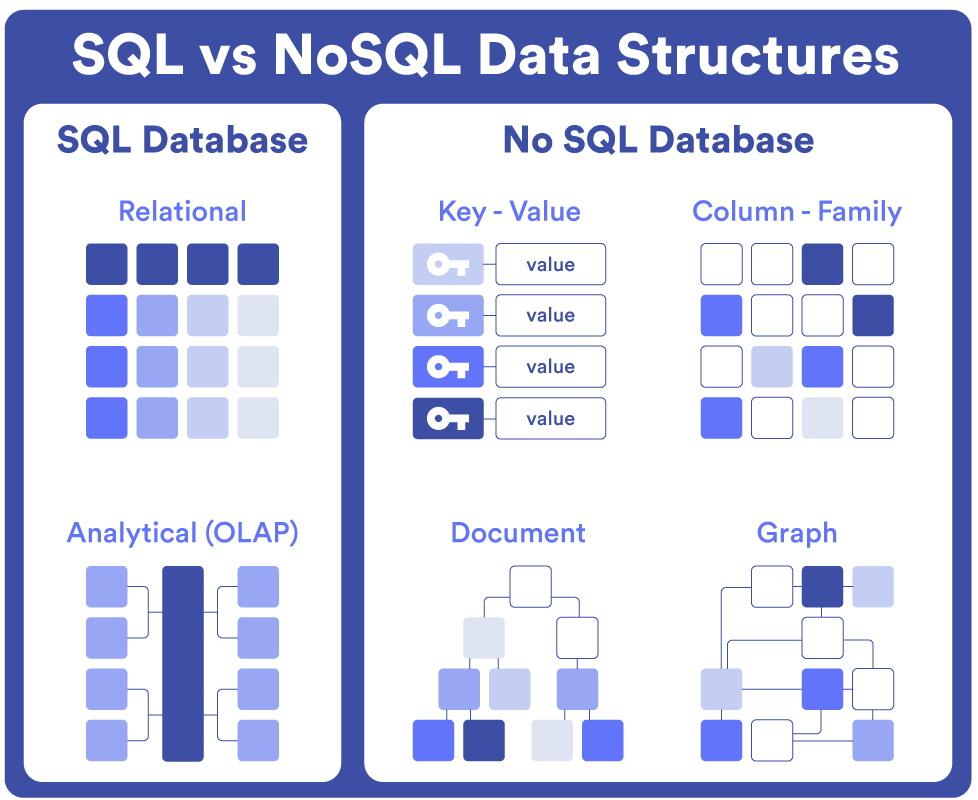 SQL vs NoSQL Data Structures
SQL Database
Relational
Analytical (OLAP)
No SQL Database
Key - Value
value
value
value
value
Column - Family
Document
Graph